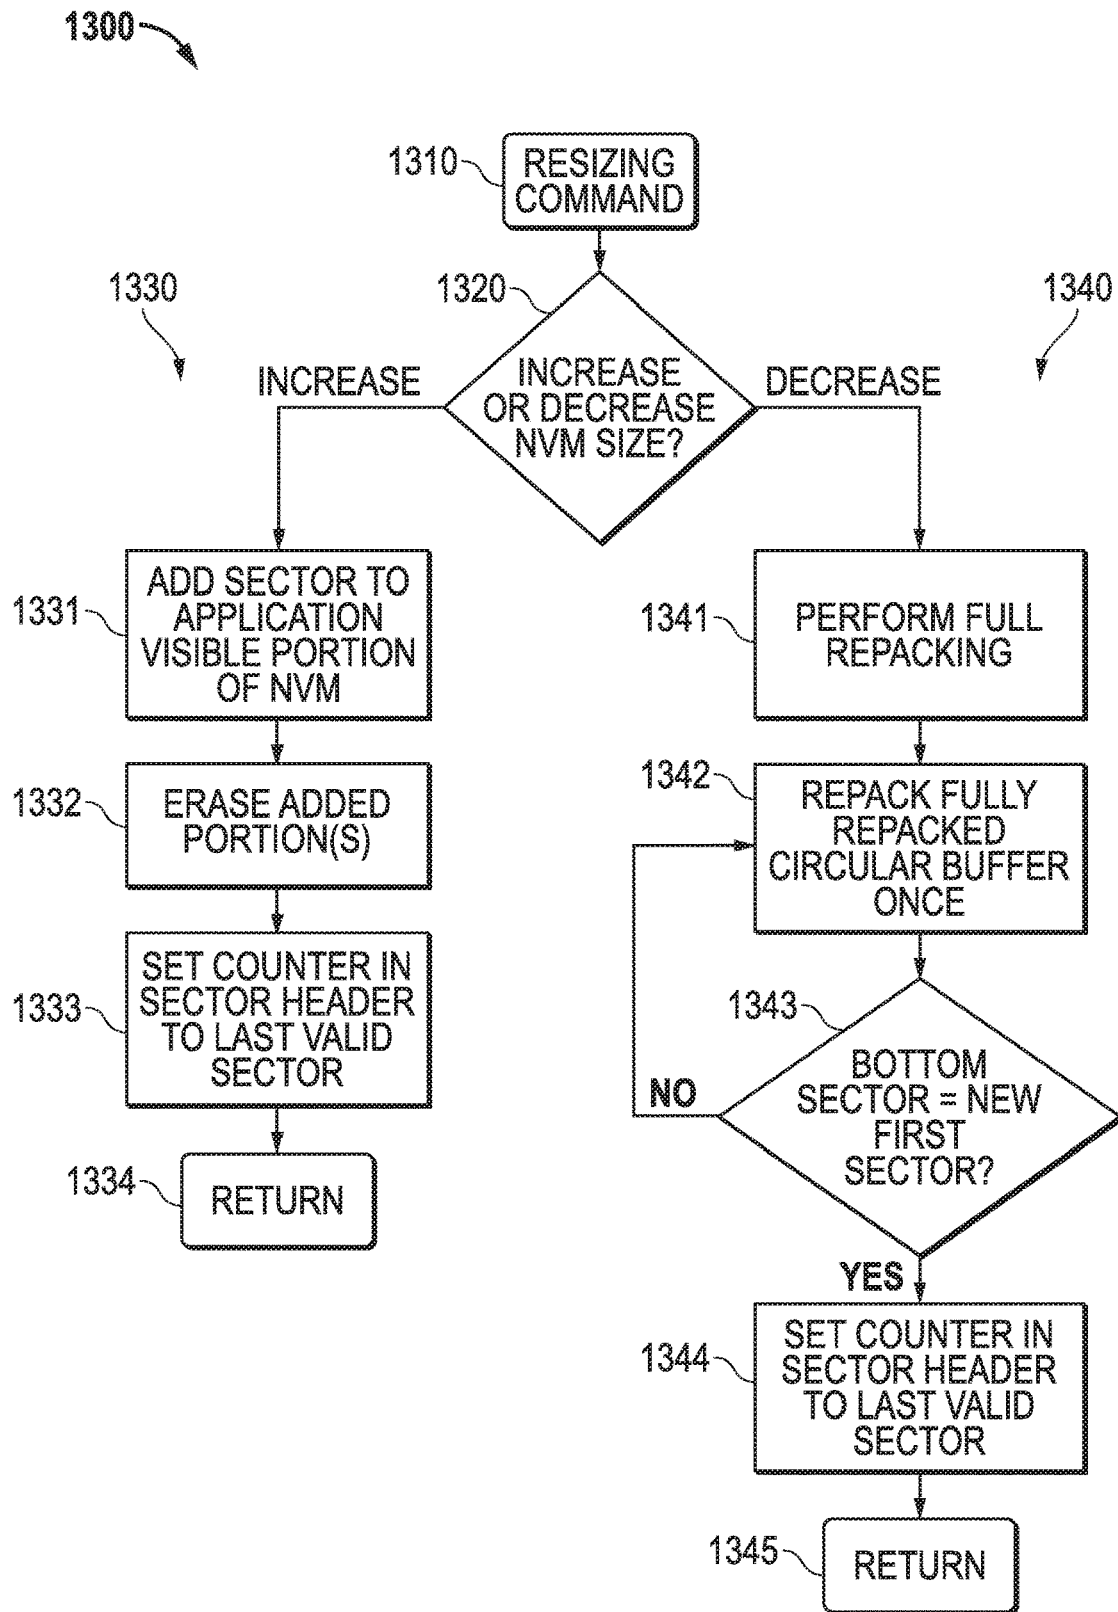 1300
1310
RESIZING
COMMAND
1330
1320
1340
INCREASE
INCREASE
OR DECREASE
NVM SIZE?
DECREASE
1331
ADD SECTOR TO
APPLICATION
VISIBLE PORTION
OF NVM
1341
PERFORM FULL
REPACKING
1332
ERASE ADDED
PORTION(S)
1342
REPACK FULLY
REPACKED
CIRCULAR BUFFER
ONCE
1333
SET COUNTER IN
SECTOR HEADER
TO LAST VALID
SECTOR
1343
BOTTOM
SECTOR = NEW
FIRST
SECTOR?
NO
1334
RETURN
YES
1344
SET COUNTER IN
SECTOR HEADER
TO LAST VALID
SECTOR
1345
RETURN